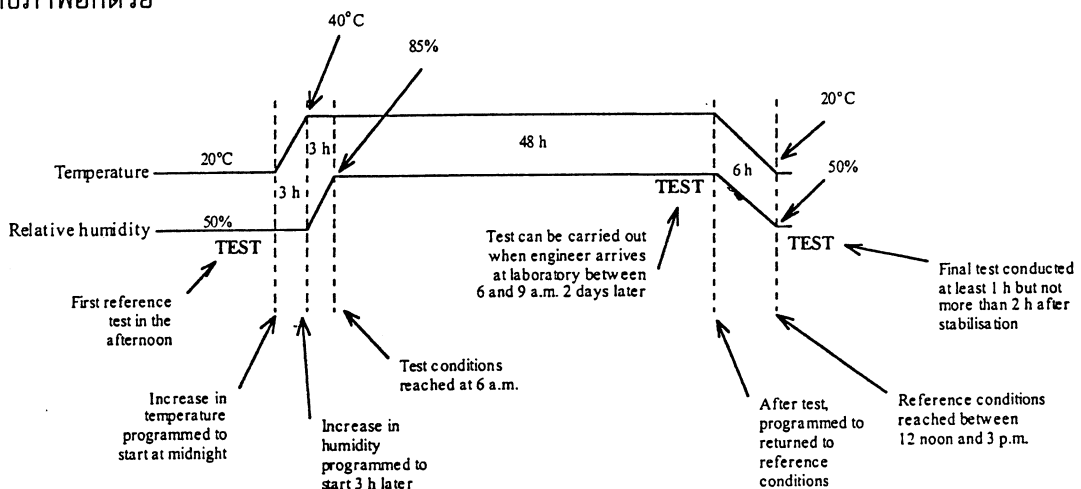 40°C
85%
20°C
Temperature
20°C
3 h
48 h
6 h
3 h
50%
Relative humidity
50%
TEST
TEST
TEST
First reference
test in the
afternoon
Test can be carried out
when engineer arrives
at laboratory between
6 and 9 a.m. 2 days later
Final test conducted
at least 1 h but not
more than 2 h after
stabilisation
Increase in
temperature
programmed to
start at midnight
Increase in
humidity
programmed to
start 3 h later
Test conditions
reached at 6 a.m.
After test,
programmed to
returned to
reference
conditions
Reference conditions
reached between
12 noon and 3 p.m.